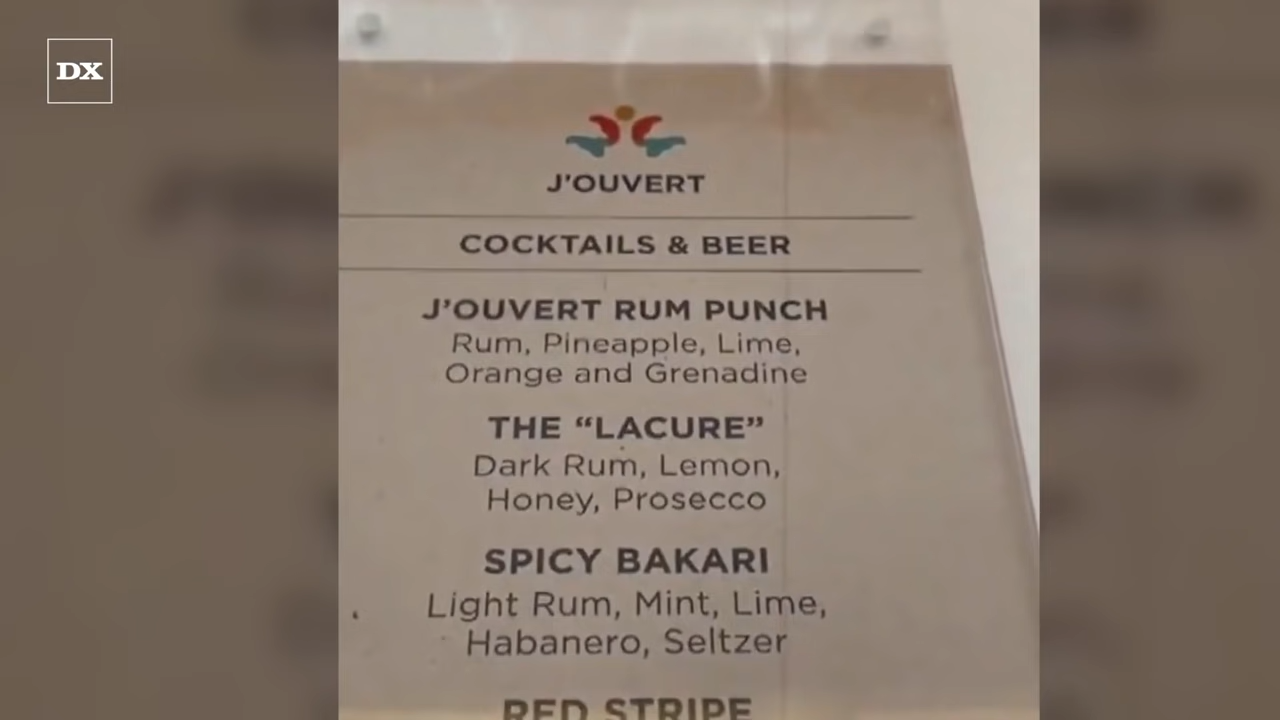 DX
J'OUVERT
COCKTAILS & BEER
J'OUVERT RUM PUNCH
Rum, Pineapple, Lime,
Orange and Grenadine
THE “LACURE”
Dark Rum, Lemon,
Honey, Prosecco
SPICY BAKARI
Light Rum, Mint, Lime,
Habanero, Seltzer
RED STRIPE